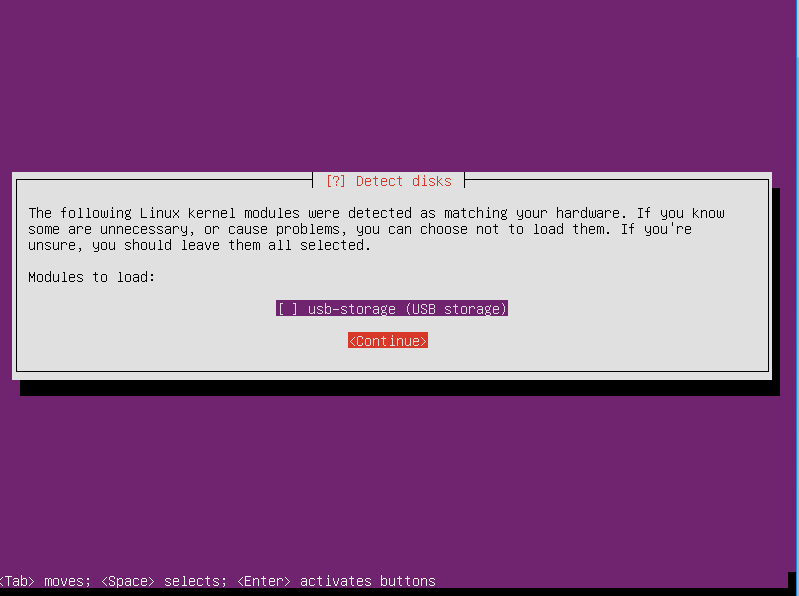 [?] Detect disks
The following Linux kernel modules were detected as matching your hardware. If you know
some are unnecessary, or cause problems, you can choose not to load them. If you're
unsure, you should leave them all selected.
Modules to load:
[ ] usb-storage (USB storage)
<Continue>
<Tab> moves; <Space> selects; <Enter> activates buttons